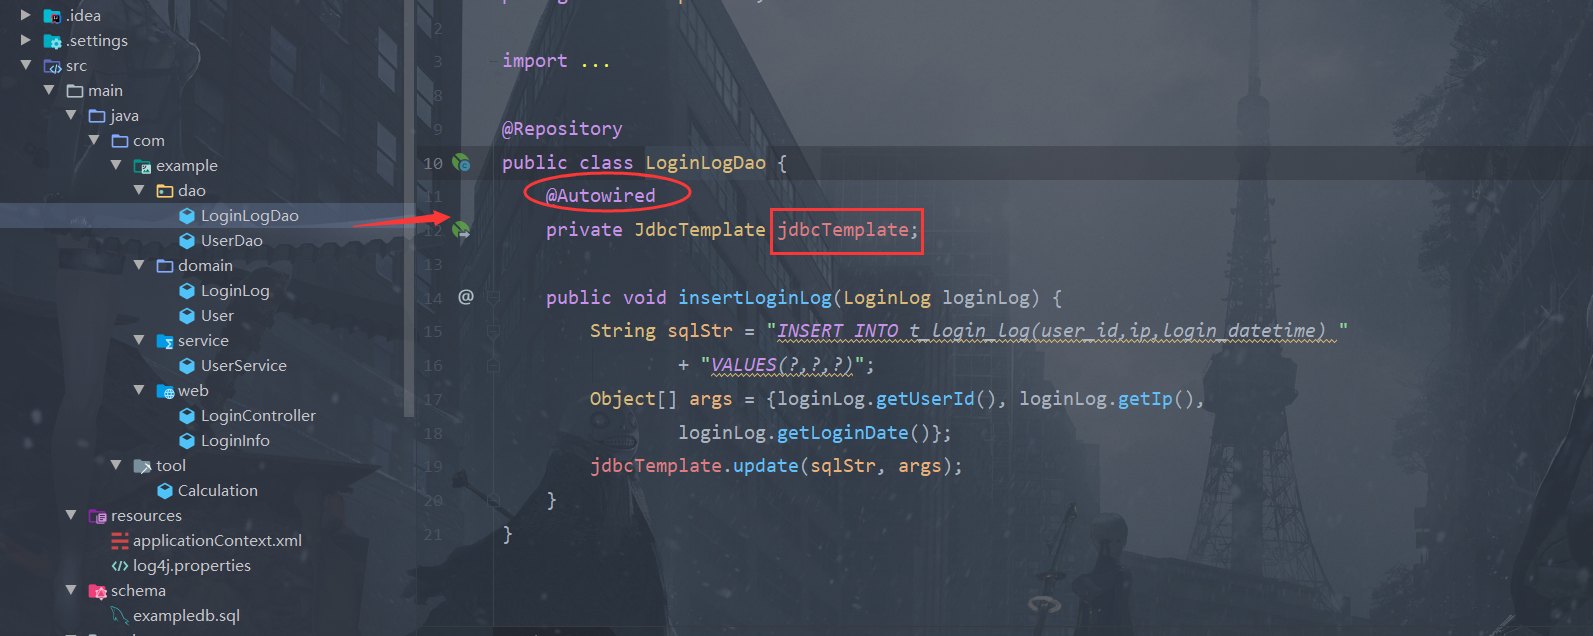 .idea
.settings
src
main
java
com
example
dao
LoginLogDao
UserDao
domain
LoginLog
User
service
UserService
web
LoginController
LoginInfo
tool
Calculation
resources
applicationContext.xml
log4j.properties
schema
exampledb.sql
2
3 import ...
8
9 @Repository
10 public class LoginLogDao {
11 @Autowired
12 private JdbcTemplate jdbcTemplate;
13
14 @ public void insertLoginLog(LoginLog loginLog) {
15 String sqlStr = "INSERT INTO t_login_log(user_id,ip,login_datetime) "
16 + "VALUES(?,?,?)";
17 Object[] args = {loginLog.getUserId(), loginLog.getIp(),
18 loginLog.getLoginDate()};
19 jdbcTemplate.update(sqlStr, args);
20 }
21 }